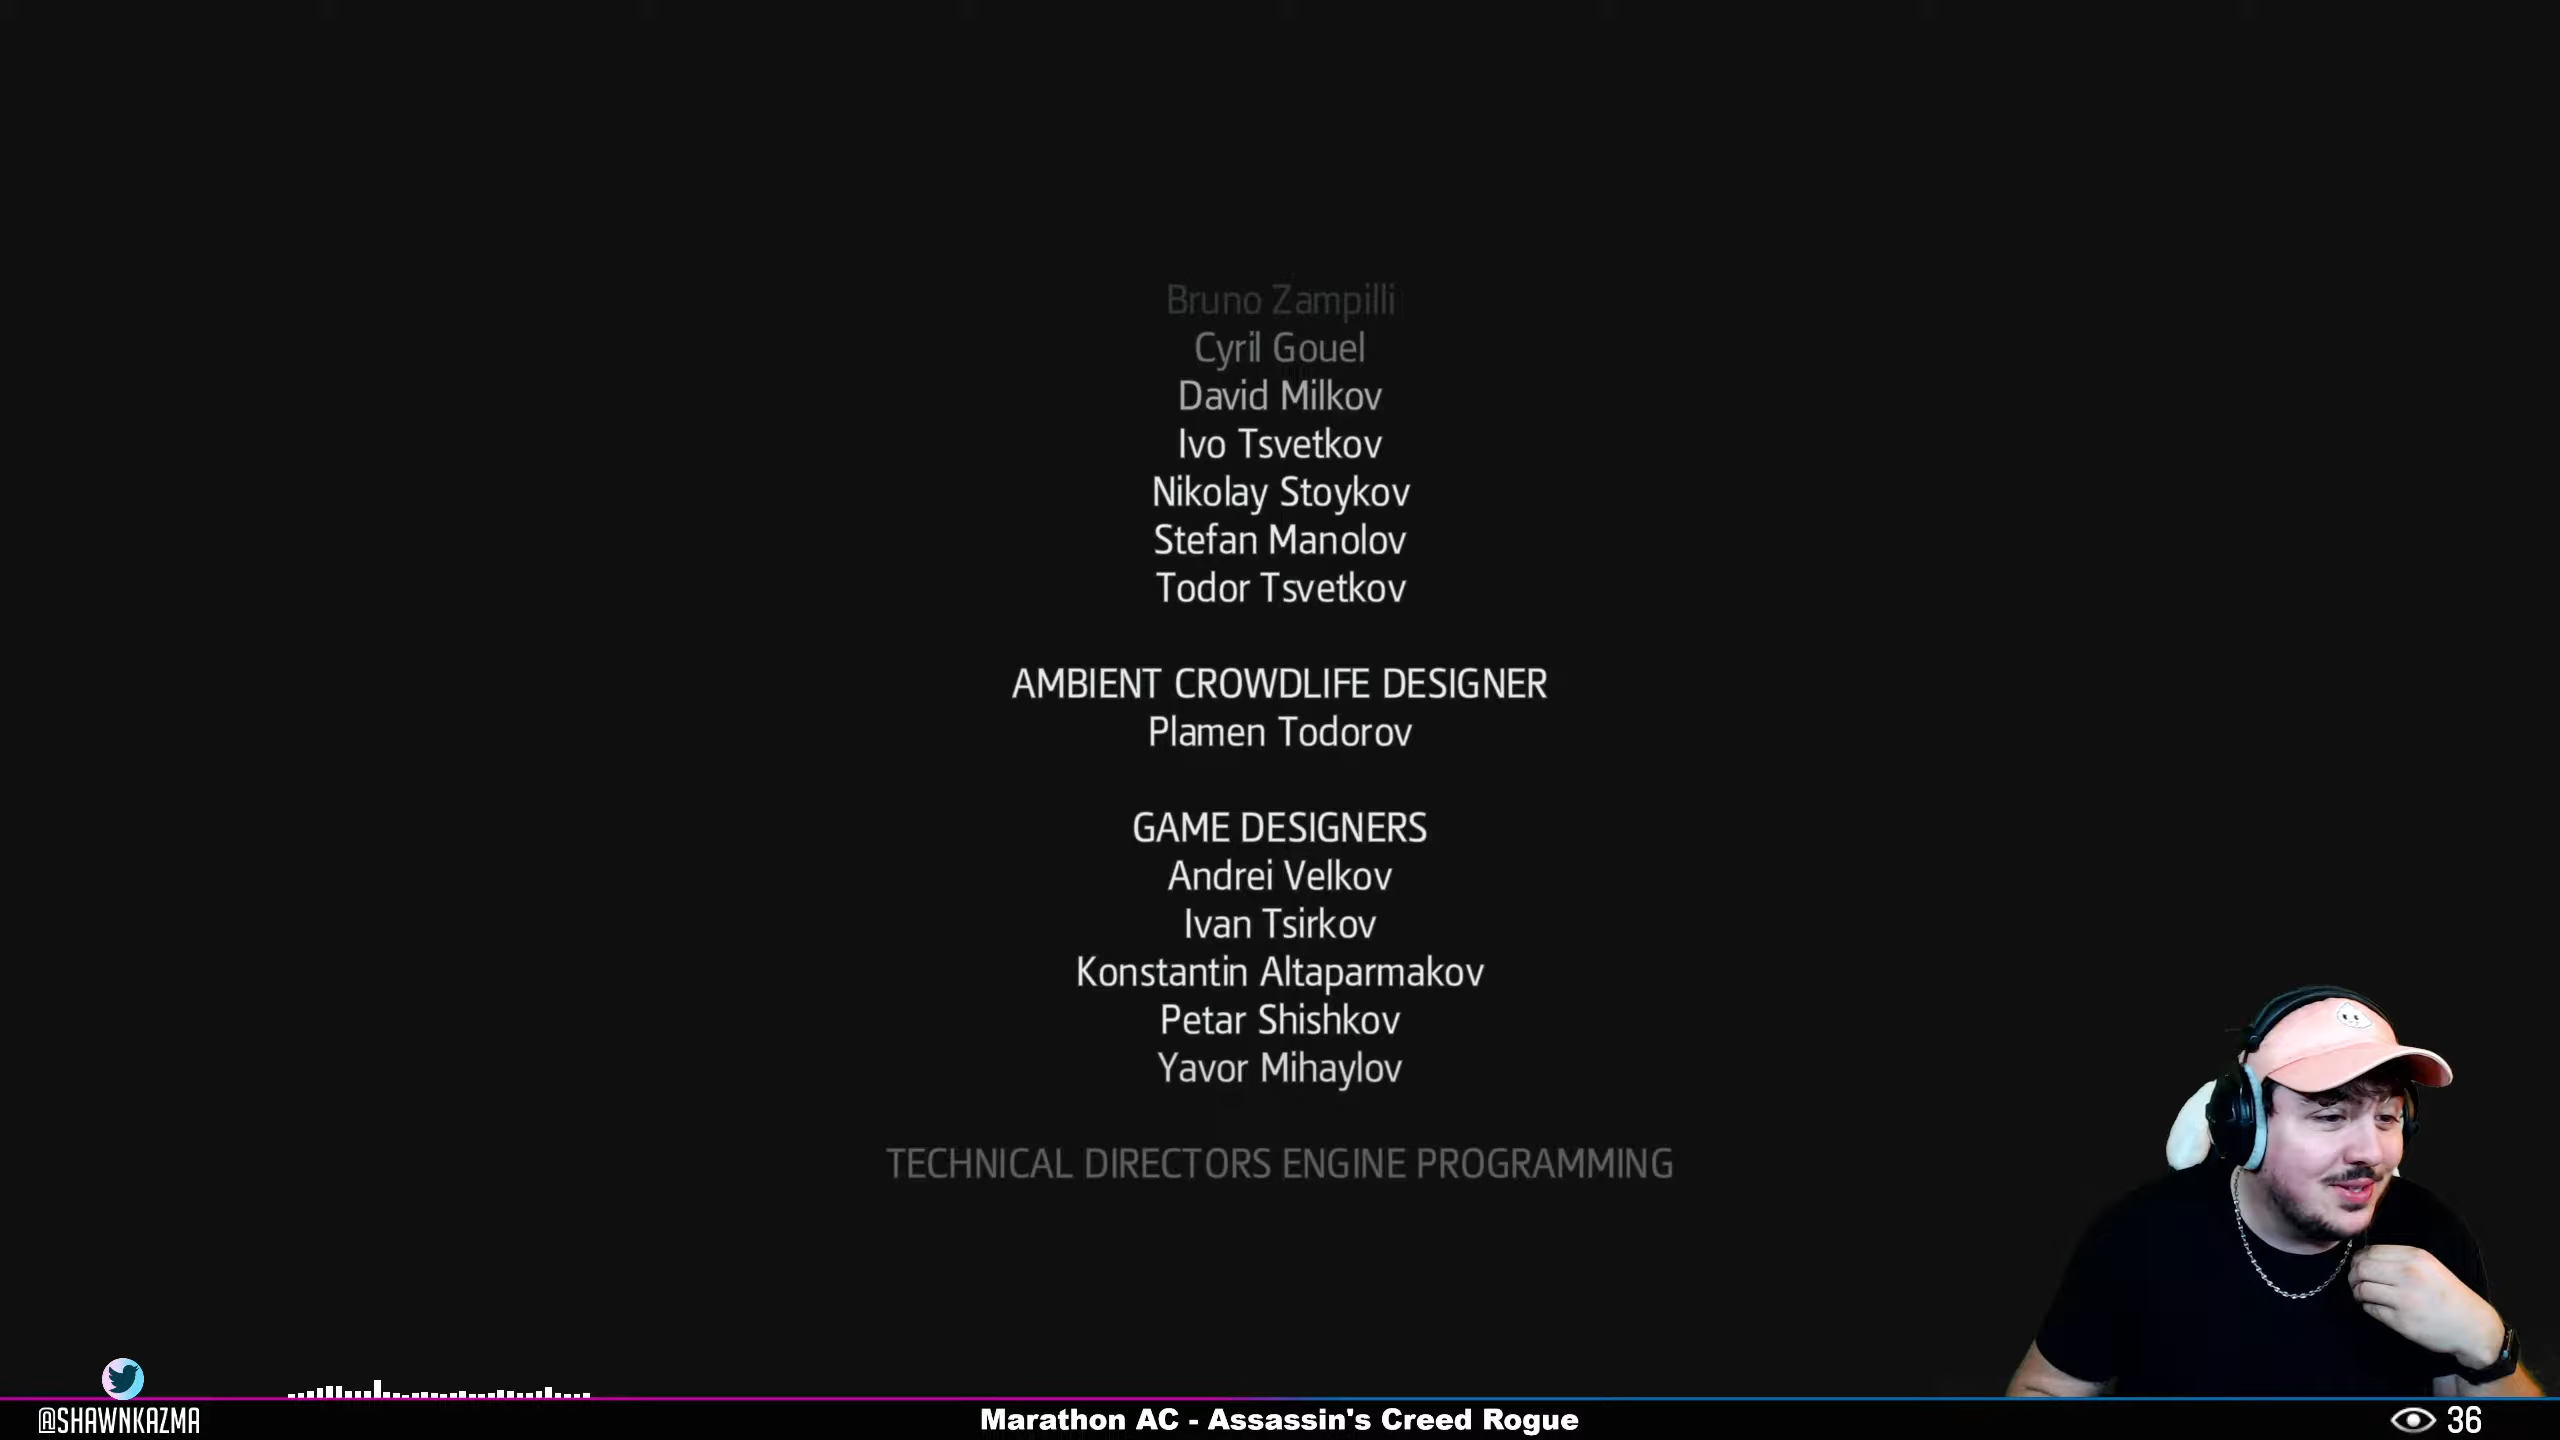 Bruno Zampilli
Cyril Gouel
David Milkov
Ivo Tsvetkov
Nikolay Stoykov
Stefan Manolov
Todor Tsvetkov
AMBIENT CROWDLIFE DESIGNER
Plamen Todorov
GAME DESIGNERS
Andrei Velkov
Ivan Tsirkov
Konstantin Altaparmakov
Petar Shishkov
Yavor Mihaylov
TECHNICAL DIRECTORS ENGINE PROGRAMMING
@SHAWNKAZMA
Marathon AC - Assassin's Creed Rogue
36